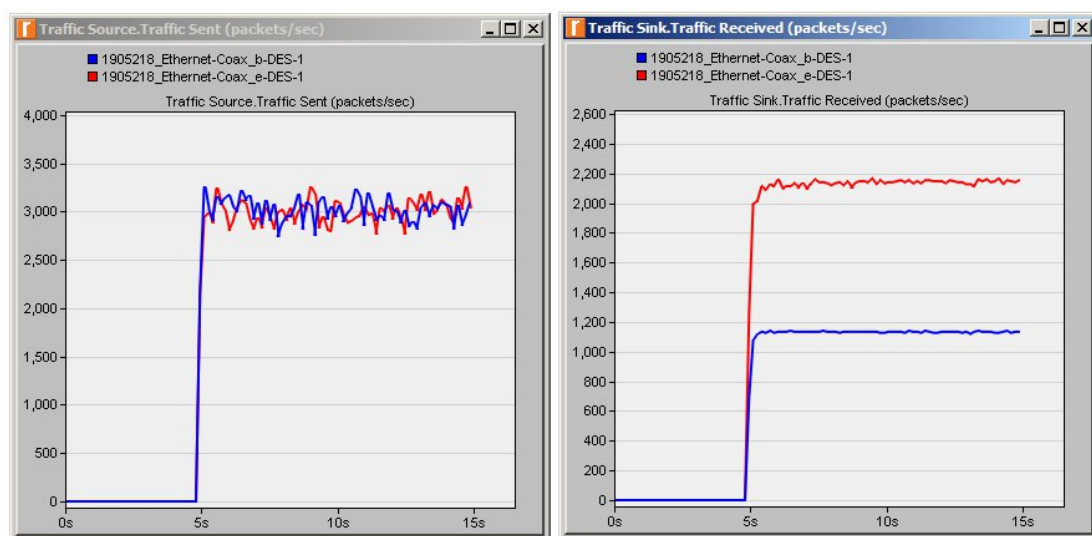 Traffic Source.Traffic Sent (packets/sec)
1905218_Ethernet-Coax_b-DES-1
1905218_Ethernet-Coax_e-DES-1
Traffic Source.Traffic Sent (packets/sec)
4,000
3,500
3,000
2,500
2,000
1,500
1,000
500
0
0s 5s 10s 15s
Traffic Sink.Traffic Received (packets/sec)
1905218_Ethernet-Coax_b-DES-1
1905218_Ethernet-Coax_e-DES-1
Traffic Sink.Traffic Received (packets/sec)
2,600
2,400
2,200
2,000
1,800
1,600
1,400
1,200
1,000
800
600
400
200
0
0s 5s 10s 15s